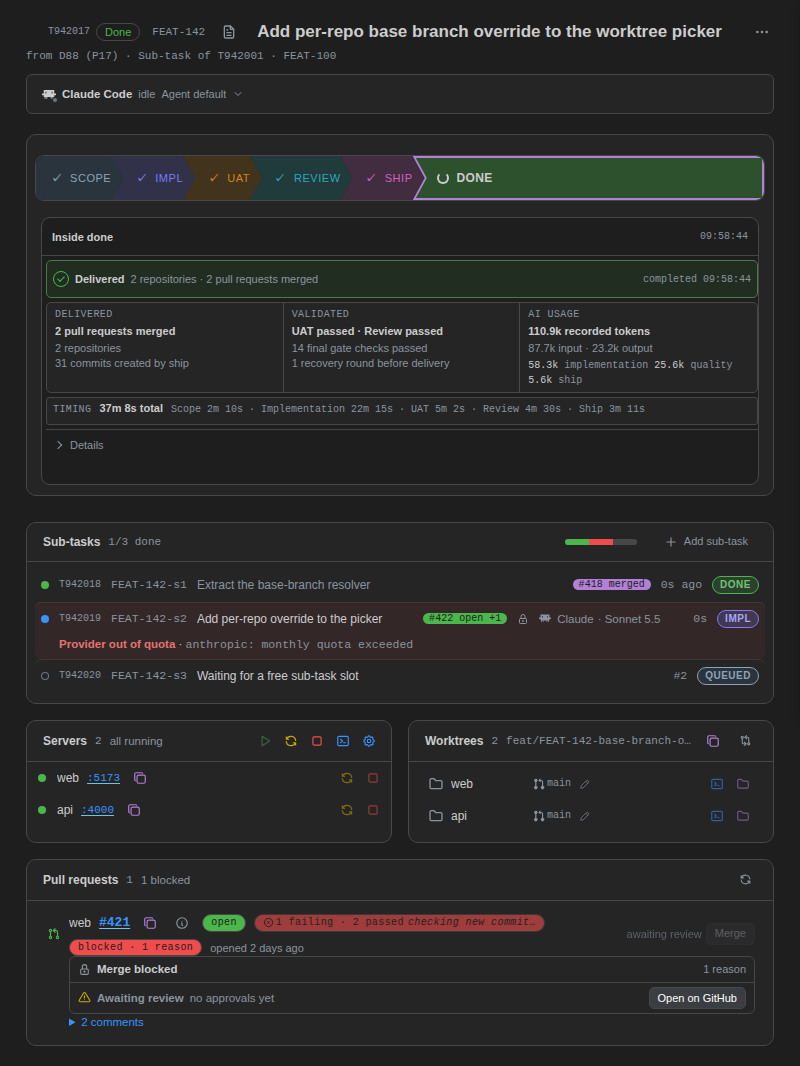 T942017 Done FEAT-142 Add per-repo base branch override to the worktree picker
from D88 (P17) · Sub-task of T942001 · FEAT-100
Claude Code idle Agent default
SCOPE IMPL UAT REVIEW SHIP DONE
Inside done 09:58:44
Delivered 2 repositories · 2 pull requests merged completed 09:58:44
DELIVERED VALIDATED AI USAGE
2 pull requests merged UAT passed · Review passed 110.9k recorded tokens
2 repositories 14 final gate checks passed 87.7k input · 23.2k output
31 commits created by ship 1 recovery round before delivery 58.3k implementation 25.6k quality
5.6k ship
TIMING 37m 8s total Scope 2m 10s · Implementation 22m 15s · UAT 5m 2s · Review 4m 30s · Ship 3m 11s
Details
Sub-tasks 1/3 done Add sub-task
T942018 FEAT-142-s1 Extract the base-branch resolver #418 merged 0s ago DONE
T942019 FEAT-142-s2 Add per-repo override to the picker #422 open +1 Claude · Sonnet 5.5 0s IMPL
Provider out of quota · anthropic: monthly quota exceeded
T942020 FEAT-142-s3 Waiting for a free sub-task slot #2 QUEUED
Servers 2 all running
web :5173
api :4000
Worktrees 2 feat/FEAT-142-base-branch-o…
web main
api main
Pull requests 1 1 blocked
web #421 open 1 failing · 2 passed checking new commit…
blocked · 1 reason opened 2 days ago
awaiting review Merge
Merge blocked 1 reason
Awaiting review no approvals yet Open on GitHub
2 comments